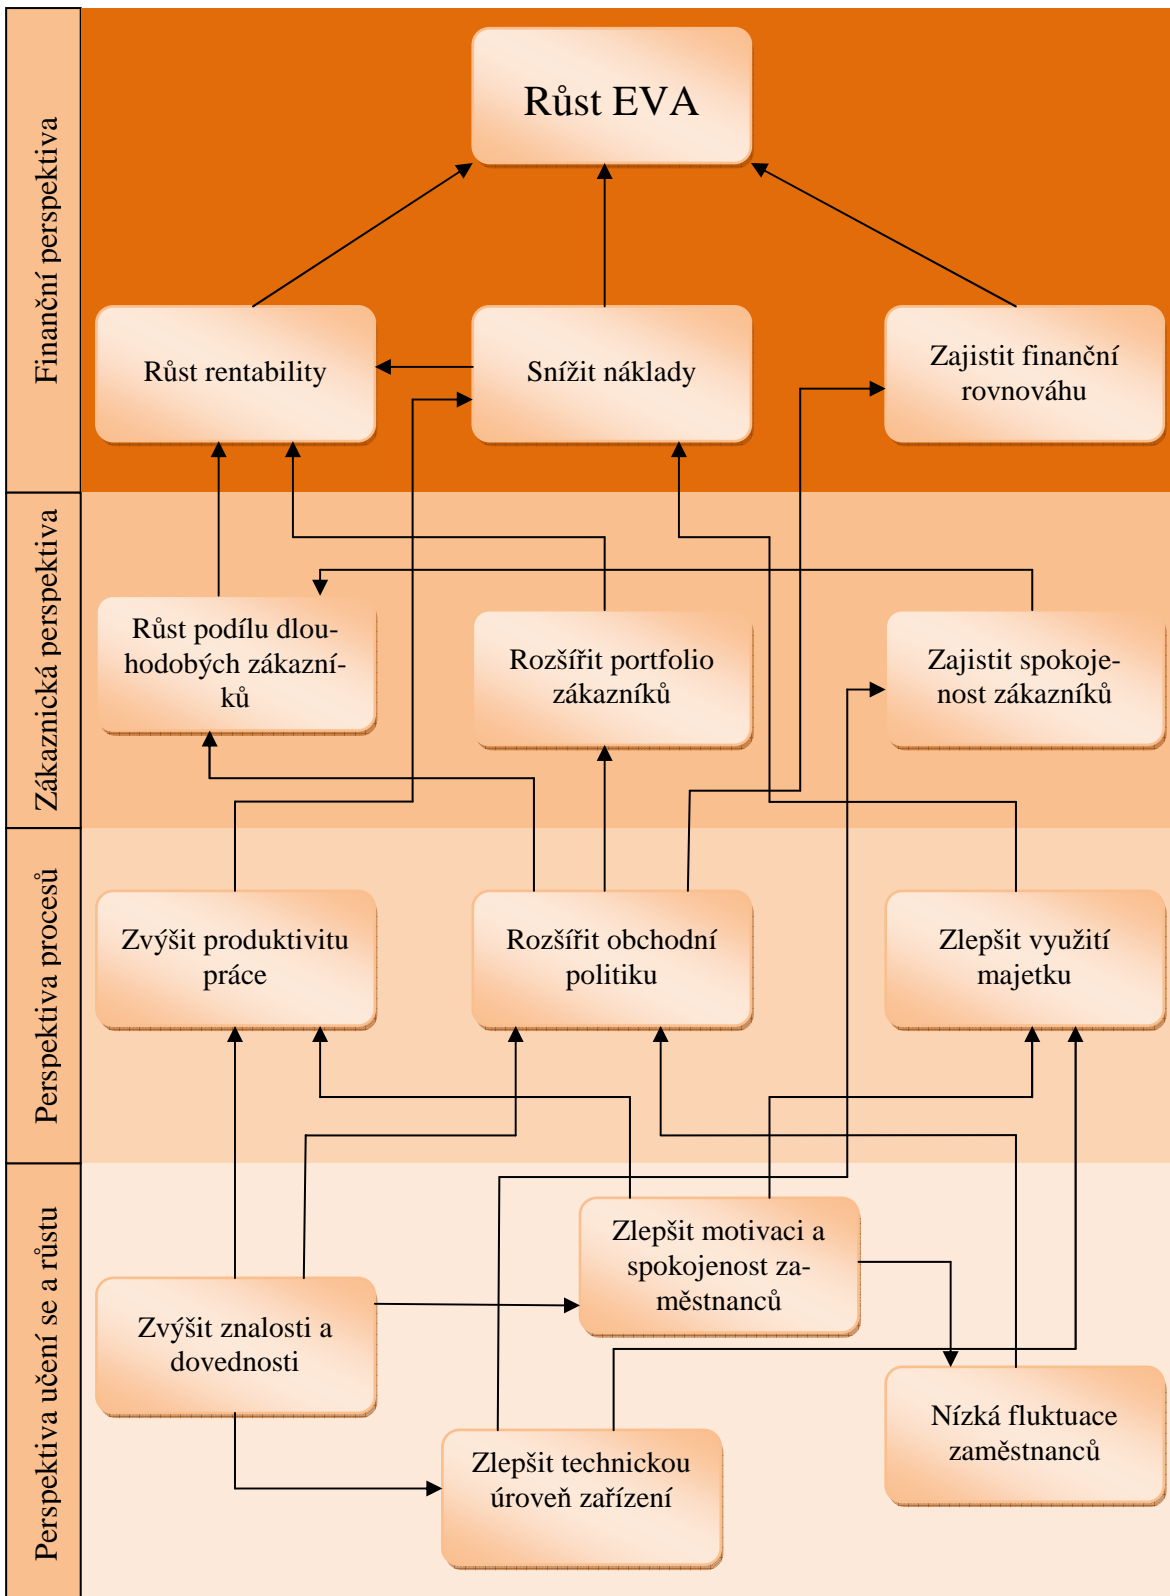 Finanční perspektiva
Růst EVA
Růst rentability
Snížit náklady
Zajistit finanční
rovnováhu
Zákaznická perspektiva
Růst podílu dlou-
hodobých zákazní-
ků
Rozšířit portfolio
zákazníků
Zajistit spokoje-
nost zákazníků
Perspektiva procesů
Zvýšit produktivitu
práce
Rozšířit obchodní
politiku
Zlepšit využití
majetku
Perspektiva učení se a růstu
Zlepšit motivaci a
spokojenost za-
městnanců
Zvýšit znalosti a
dovednosti
Nízká fluktuace
zaměstnanců
Zlepšit technickou
úroveň zařízení